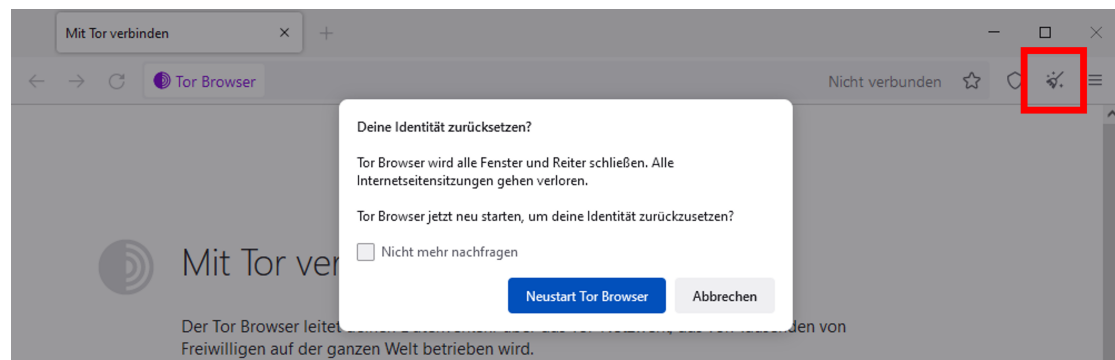 Mit Tor verbinden
Tor Browser
Nicht verbunden
Deine Identität zurücksetzen?
Tor Browser wird alle Fenster und Reiter schließen. Alle
Internetseitensitzungen gehen verloren.
Tor Browser jetzt neu starten, um deine Identität zurückzusetzen?
Nicht mehr nachfragen
Neustart Tor Browser
Abbrechen
Mit Tor
Der Tor Browser leitet
von
Freiwilligen auf der ganzen Welt betrieben wird.